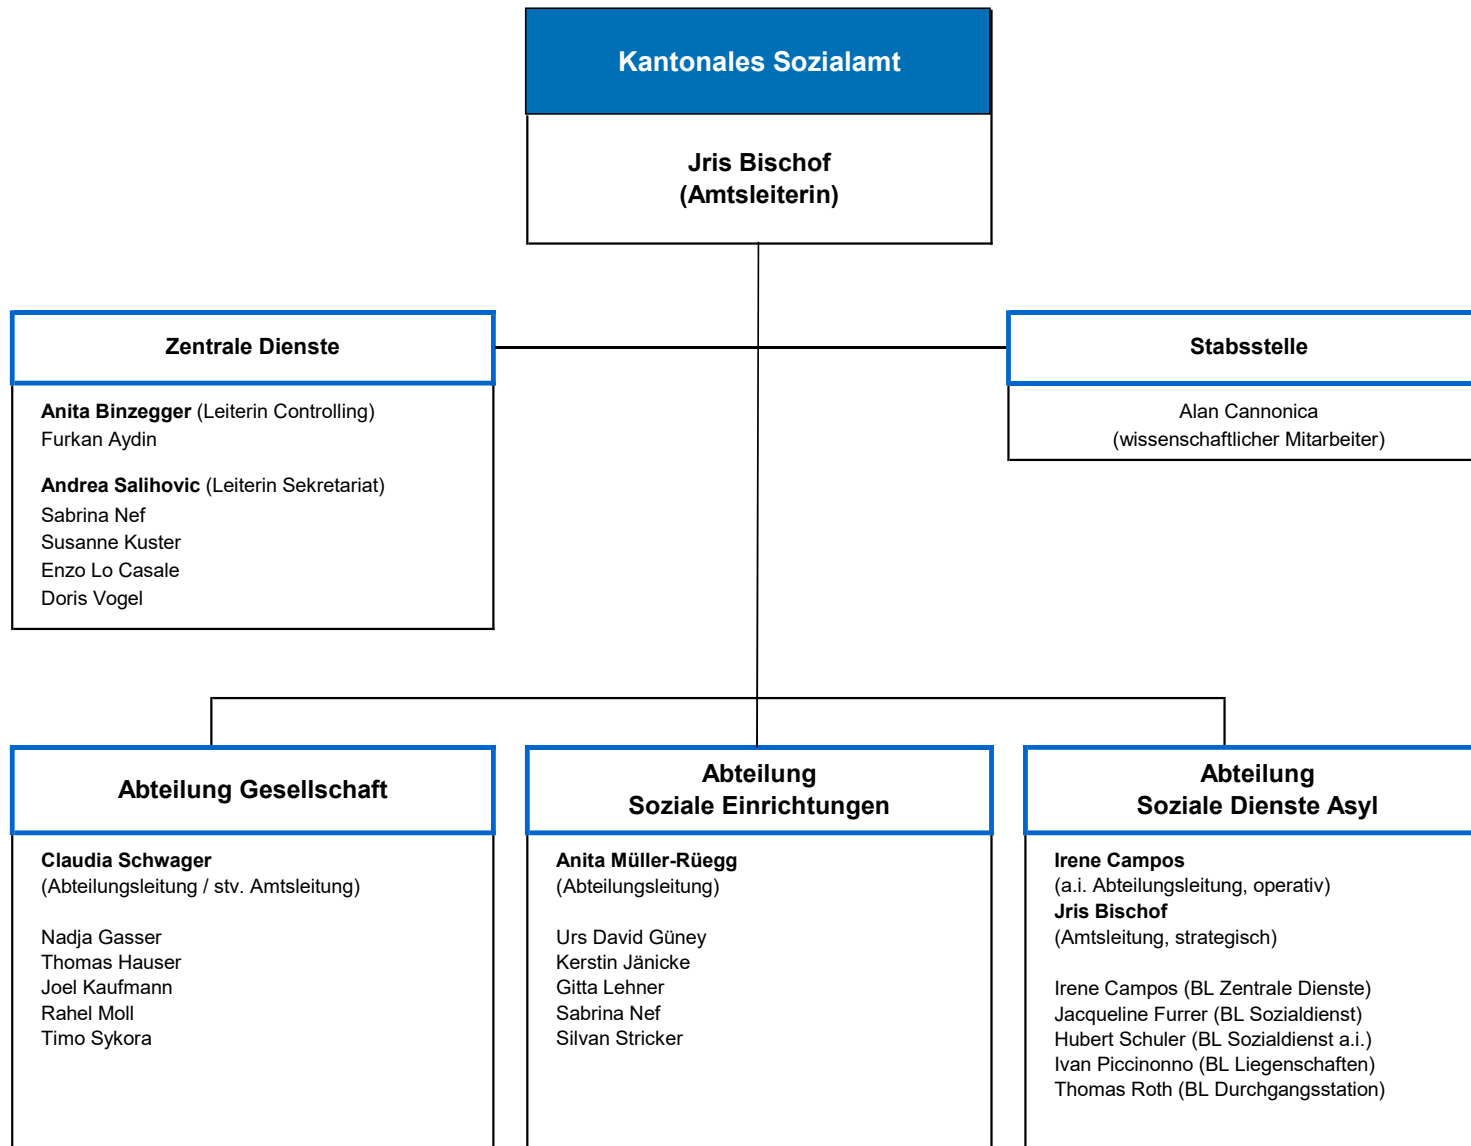 Kantonales Sozialamt
Jris Bischof
(Amtsleiterin)
Zentrale Dienste
Anita Binzegger (Leiterin Controlling)
Furkan Aydin
Andrea Salihovic (Leiterin Sekretariat)
Sabrina Nef
Susanne Kuster
Enzo Lo Casale
Doris Vogel
Stabsstelle
Alan Cannonica
(wissenschaftlicher Mitarbeiter)
Abteilung Gesellschaft
Claudia Schwager
(Abteilungsleitung / stv. Amtsleitung)
Nadja Gasser
Thomas Hauser
Joel Kaufmann
Rahel Moll
Timo Sykora
Abteilung
Soziale Einrichtungen
Anita Müller-Rüegg
(Abteilungsleitung)
Urs David Güney
Kerstin Jänicke
Gitta Lehner
Sabrina Nef
Silvan Stricker
Abteilung
Soziale Dienste Asyl
Irene Campos
(a.i. Abteilungsleitung, operativ)
Jris Bischof
(Amtsleitung, strategisch)
Irene Campos (BL Zentrale Dienste)
Jacqueline Furrer (BL Sozialdienst)
Hubert Schuler (BL Sozialdienst a.i.)
Ivan Piccinonno (BL Liegenschaften)
Thomas Roth (BL Durchgangsstation)